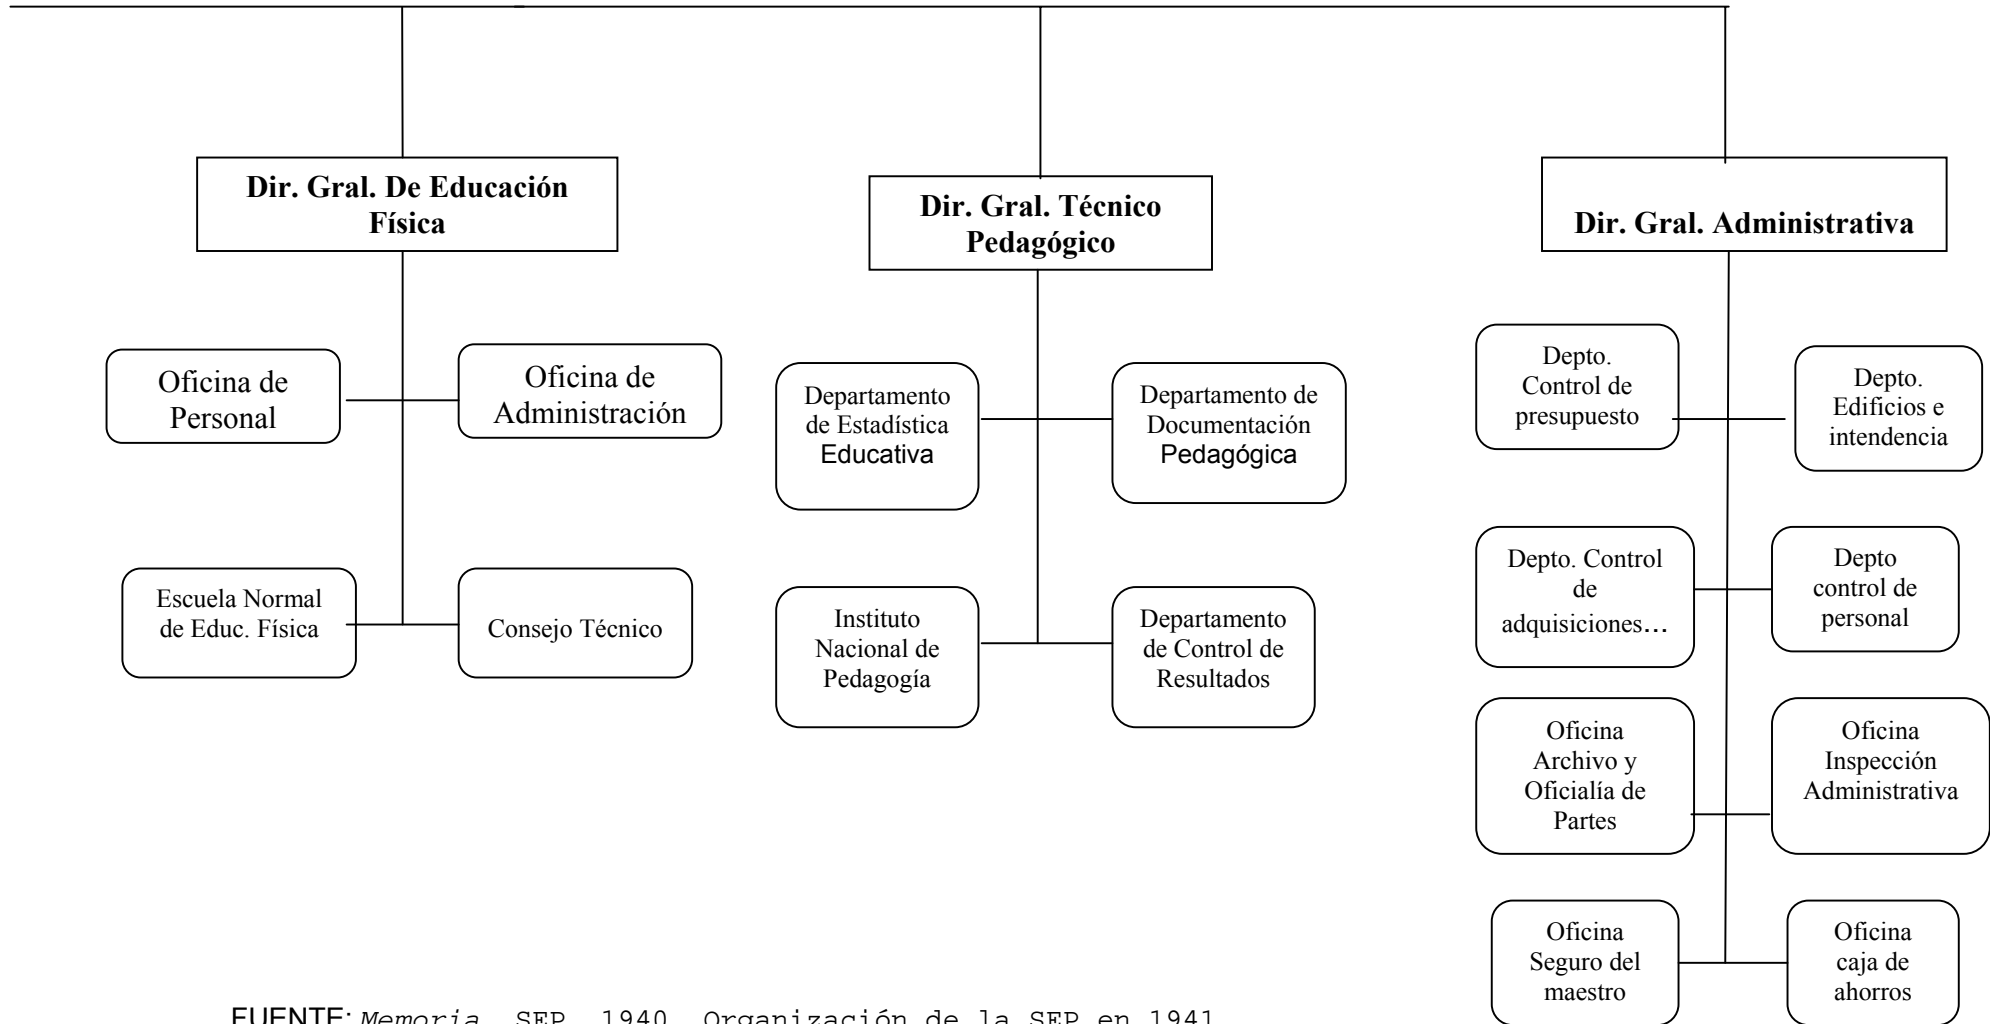 Dir. Gral. De Educación
Física
Dir. Gral. Técnico
Pedagógico
Dir. Gral. Administrativa
Oficina de
Personal
Oficina de
Administración
Escuela Normal
de Educ. Física
Consejo Técnico
Departamento
de Estadística
Educativa
Departamento de
Documentación
Pedagógica
Instituto
Nacional de
Pedagogía
Departamento
de Control de
Resultados
Depto.
Control de
presupuesto
Depto.
Edificios e
intendencia
Depto. Control
de
adquisiciones...
Depto
control de
personal
Oficina
Archivo y
Oficialía de
Partes
Oficina
Inspección
Administrativa
Oficina
Seguro del
maestro
Oficina
caja de
ahorros
FUENTE: Memoria SEP 1940 Organización de la SEP en 1941